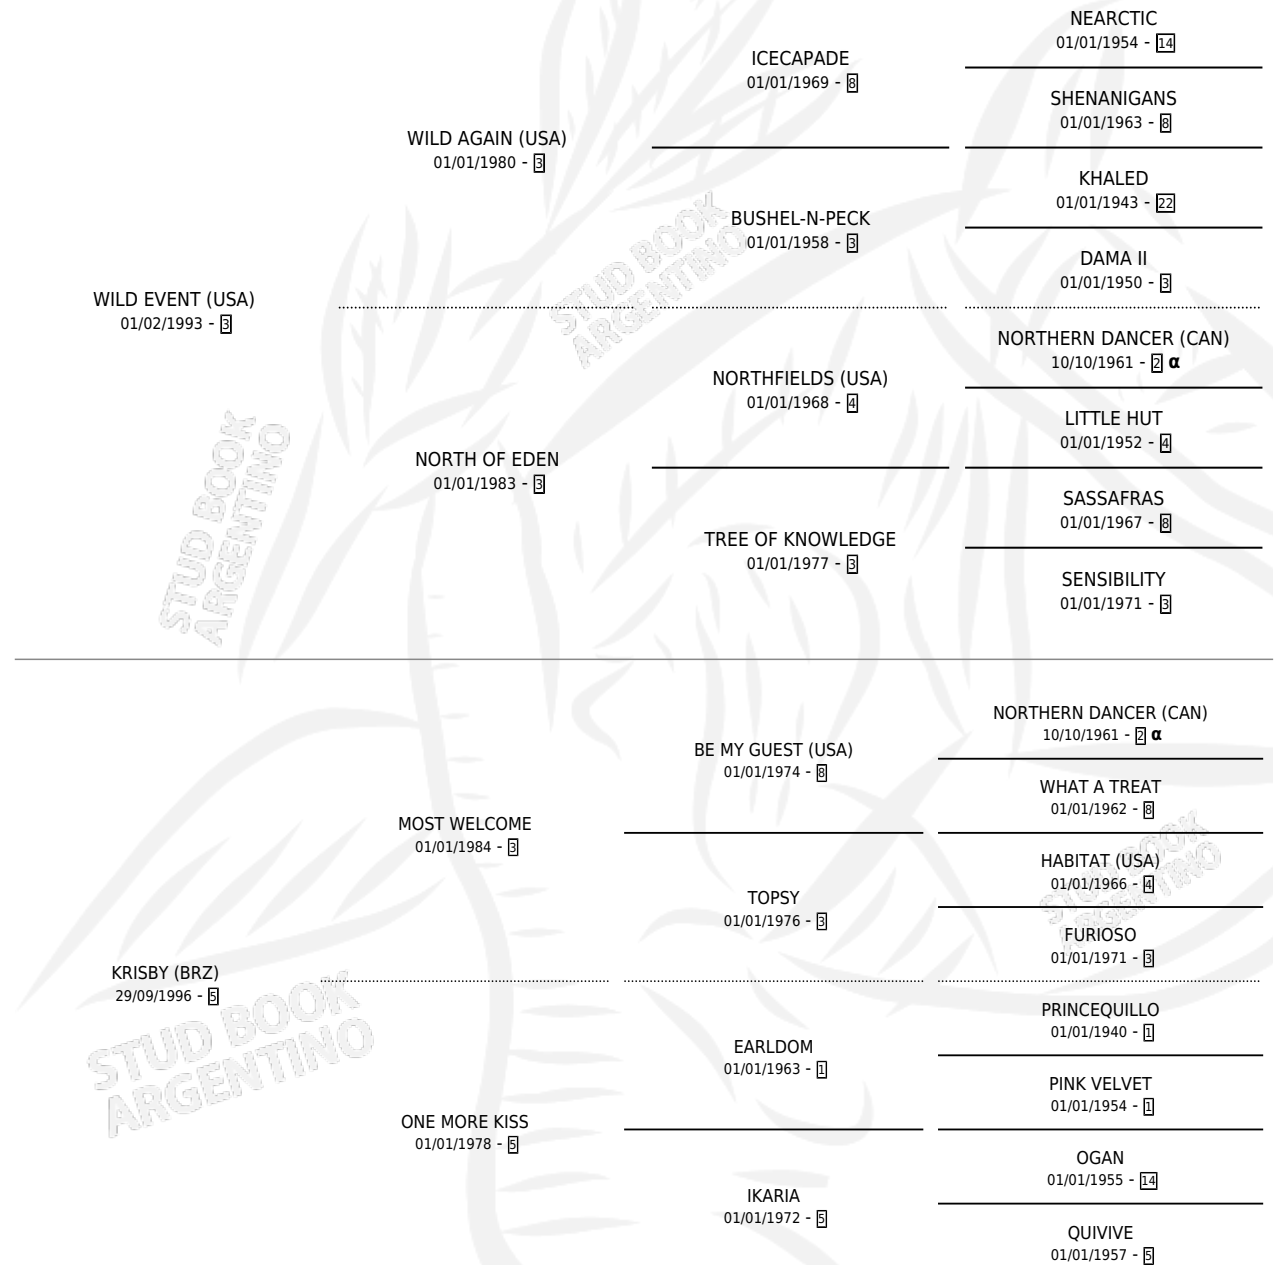 NEARCTIC
01/01/1954 - 14
ICECAPADE
01/01/1969 - 8
SHENANIGANS
01/01/1963 - 8
WILD AGAIN (USA)
01/01/1980 - 3
KHALED
01/01/1943 - 22
BUSHEL-N-PECK
01/01/1958 - 3
DAMA II
01/01/1950 - 3
STUD BOOK
ARGENTINO
WILD EVENT (USA)
01/02/1993 - 3
NORTHERN DANCER (CAN)
10/10/1961 - 2 α
NORTHFIELDS (USA)
01/01/1968 - 4
LITTLE HUT
01/01/1952 - 4
NORTH OF EDEN
01/01/1983 - 3
SASSAFRAS
01/01/1967 - 8
TREE OF KNOWLEDGE
01/01/1977 - 3
SENSIBILITY
01/01/1971 - 3
STUD BOOK
ARGENTINO
NORTHERN DANCER (CAN)
10/10/1961 - 2 α
BE MY GUEST (USA)
01/01/1974 - 8
WHAT A TREAT
01/01/1962 - 8
MOST WELCOME
01/01/1984 - 3
HABITAT (USA)
01/01/1966 - 4
STUD BOOK
ARGENTINO
TOPSY
01/01/1976 - 3
FURIOSO
01/01/1971 - 3
KRISBY (BRZ)
29/09/1996 - 5
STUD BOOK
ARGENTINO
PRINCEQUILLO
01/01/1940 - 1
EARLDOM
01/01/1963 - 1
PINK VELVET
01/01/1954 - 1
ONE MORE KISS
01/01/1978 - 5
OGAN
01/01/1955 - 14
IKARIA
01/01/1972 - 5
QUIVIVE
01/01/1957 - 5